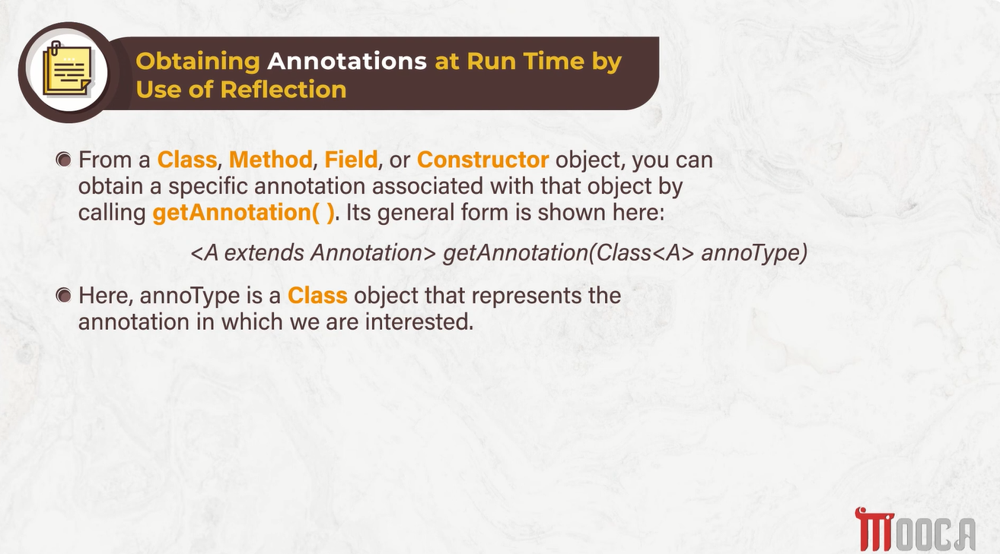 Obtaining Annotations at Run Time by
Use of Reflection
From a Class, Method, Field, or Constructor object, you can
obtain a specific annotation associated with that object by
calling getAnnotation( ). Its general form is shown here:
<A extends Annotation> getAnnotation(Class<A> annoType)
Here, annoType is a Class object that represents the
annotation in which we are interested.
MOOCA